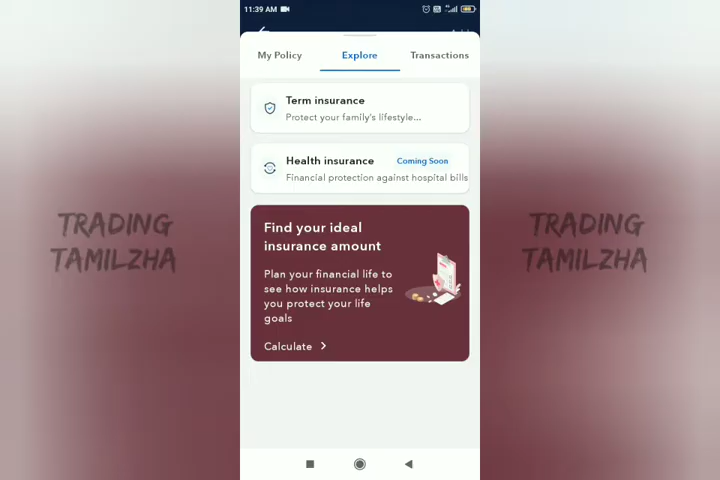 11:39 AM
My Policy
Explore
Transactions
Term insurance
Protect your family's lifestyle...
Health insurance
Coming Soon
Financial protection against hospital bills
Find your ideal
insurance amount
Plan your financial life to
see how insurance helps
you protect your life
goals
Calculate
TRADING
TAMILZHA
TRADING
TAMILZHA